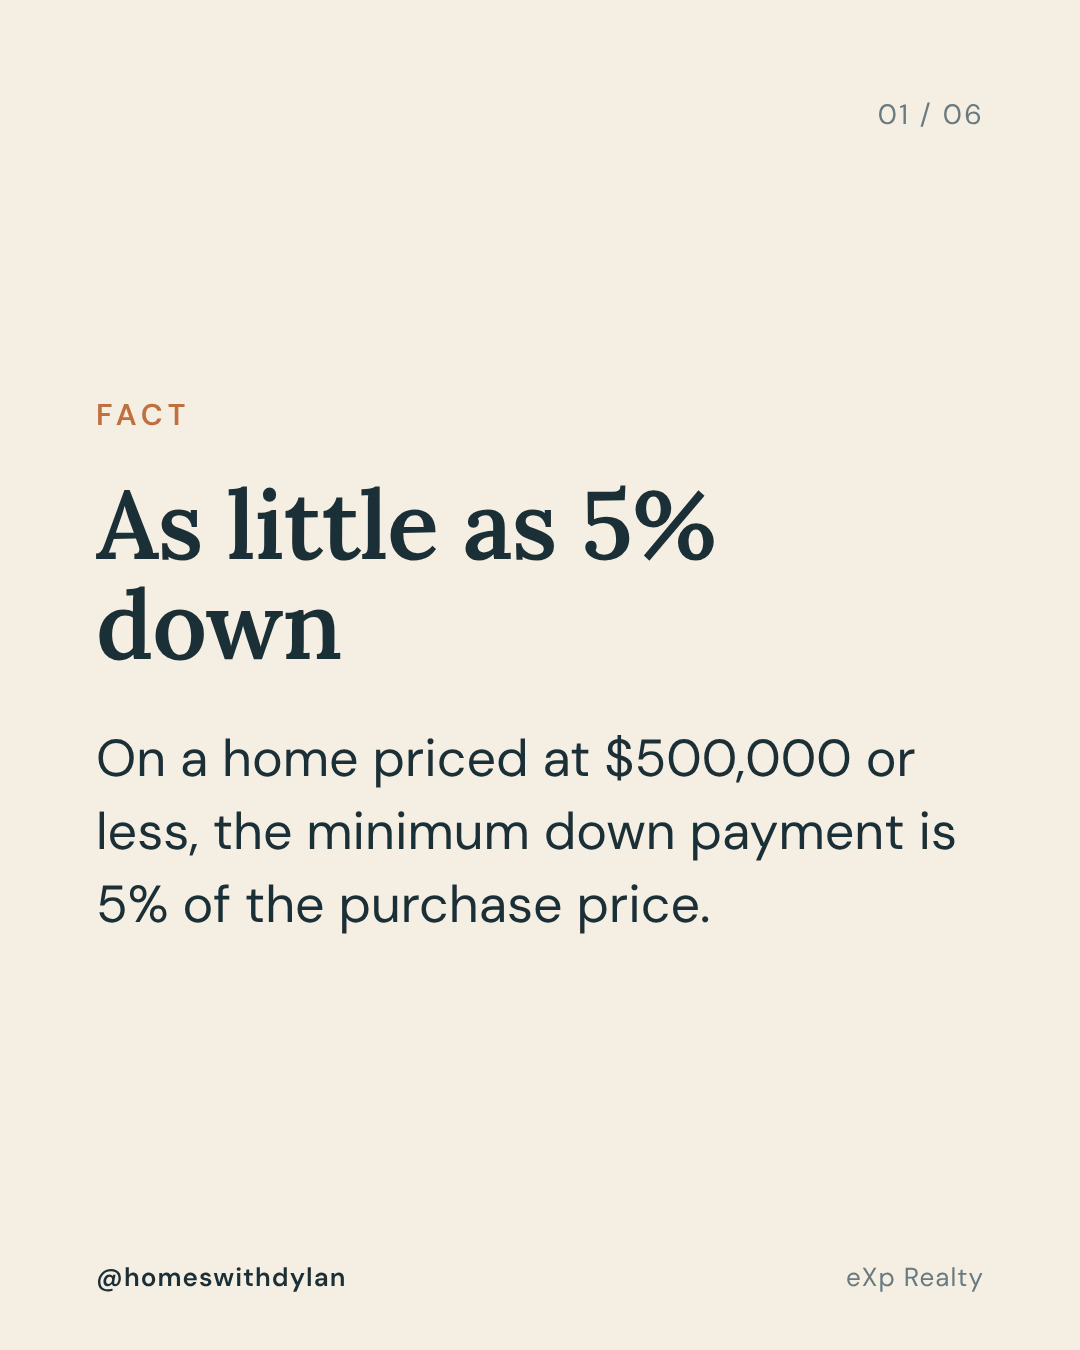 01 / 06
FACT
As little as 5%
down
On a home priced at $500,000 or
less, the minimum down payment is
5% of the purchase price.
@homeswithdylan
eXp Realty